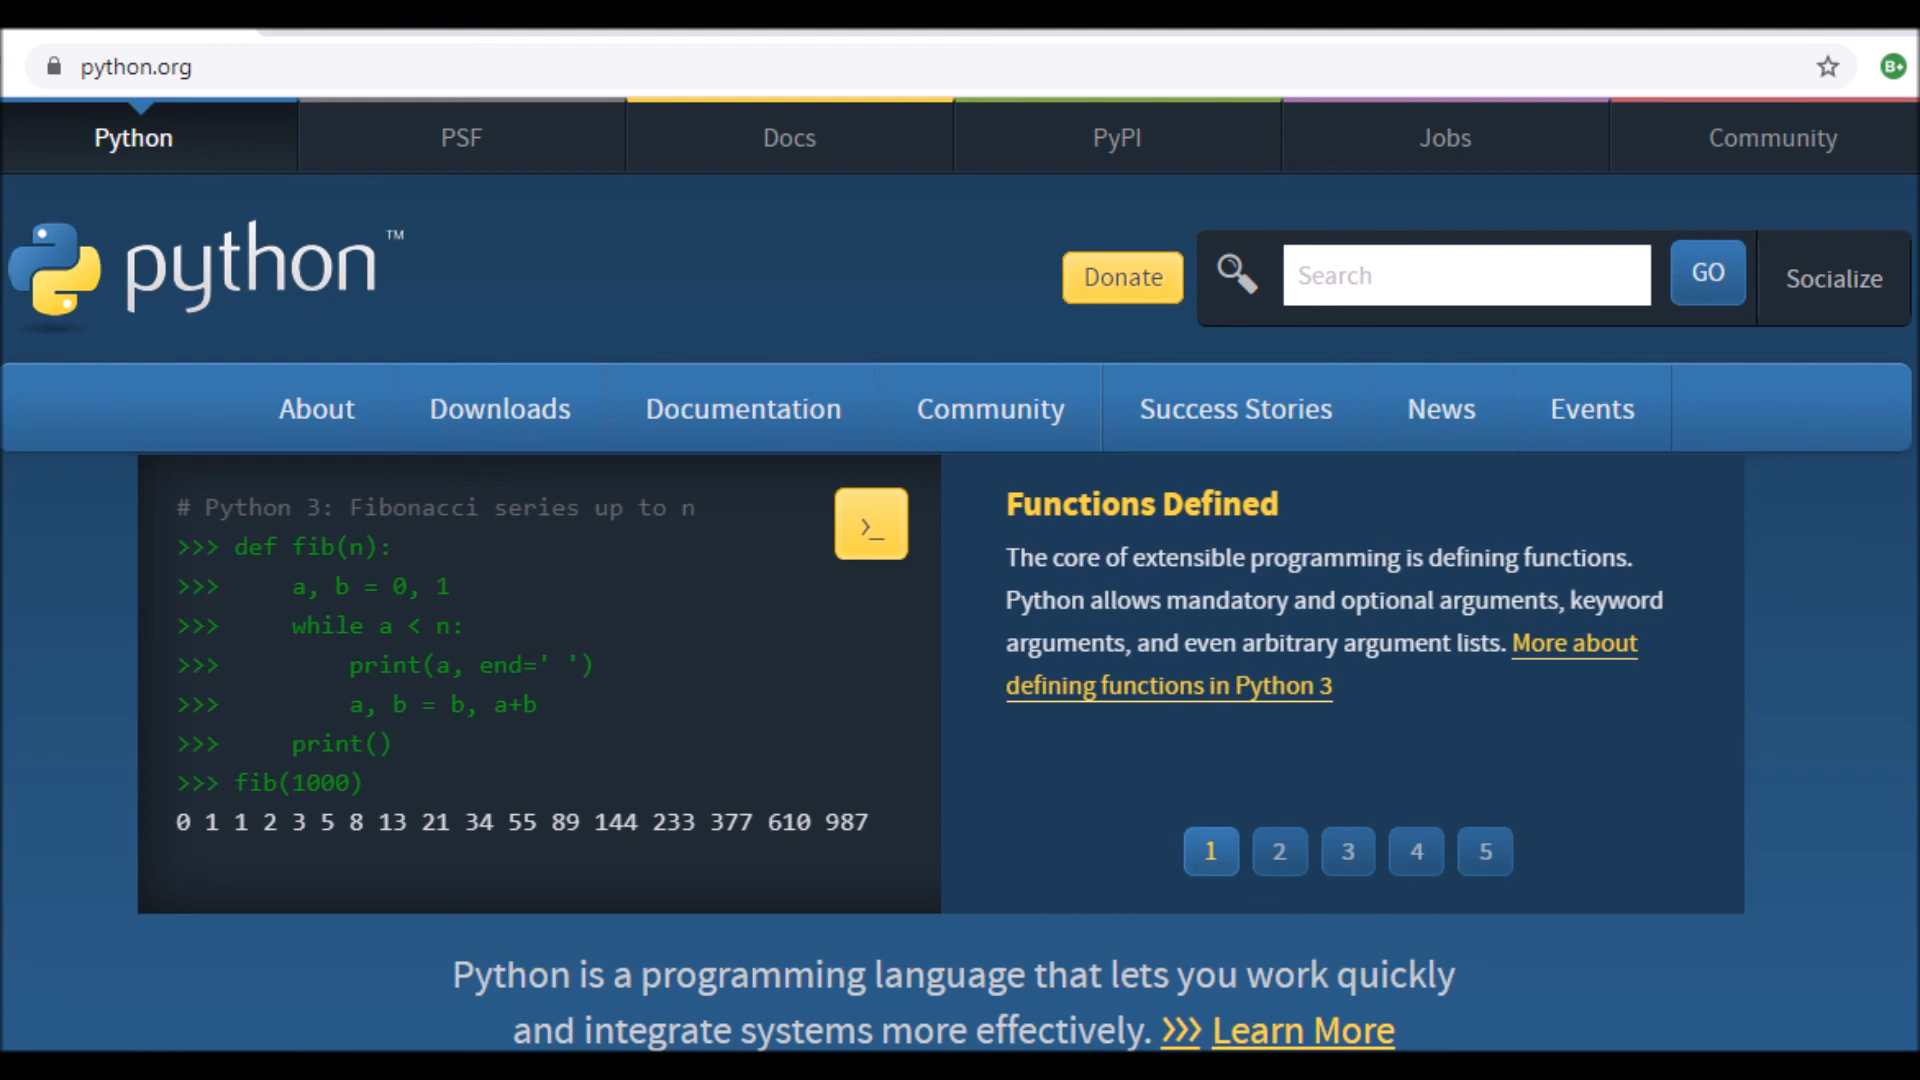 python.org
B+
Python PSF Docs PyPI Jobs Community
python™
Donate Search GO Socialize
About Downloads Documentation Community Success Stories News Events
# Python 3: Fibonacci series up to n
>>> def fib(n):
>>>     a, b = 0, 1
>>>     while a < n:
>>>         print(a, end=' ')
>>>         a, b = b, a+b
>>>     print()
>>> fib(1000)
0 1 1 2 3 5 8 13 21 34 55 89 144 233 377 610 987
>_
Functions Defined
The core of extensible programming is defining functions.
Python allows mandatory and optional arguments, keyword
arguments, and even arbitrary argument lists. More about
defining functions in Python 3
1 2 3 4 5
Python is a programming language that lets you work quickly
and integrate systems more effectively. >>> Learn More